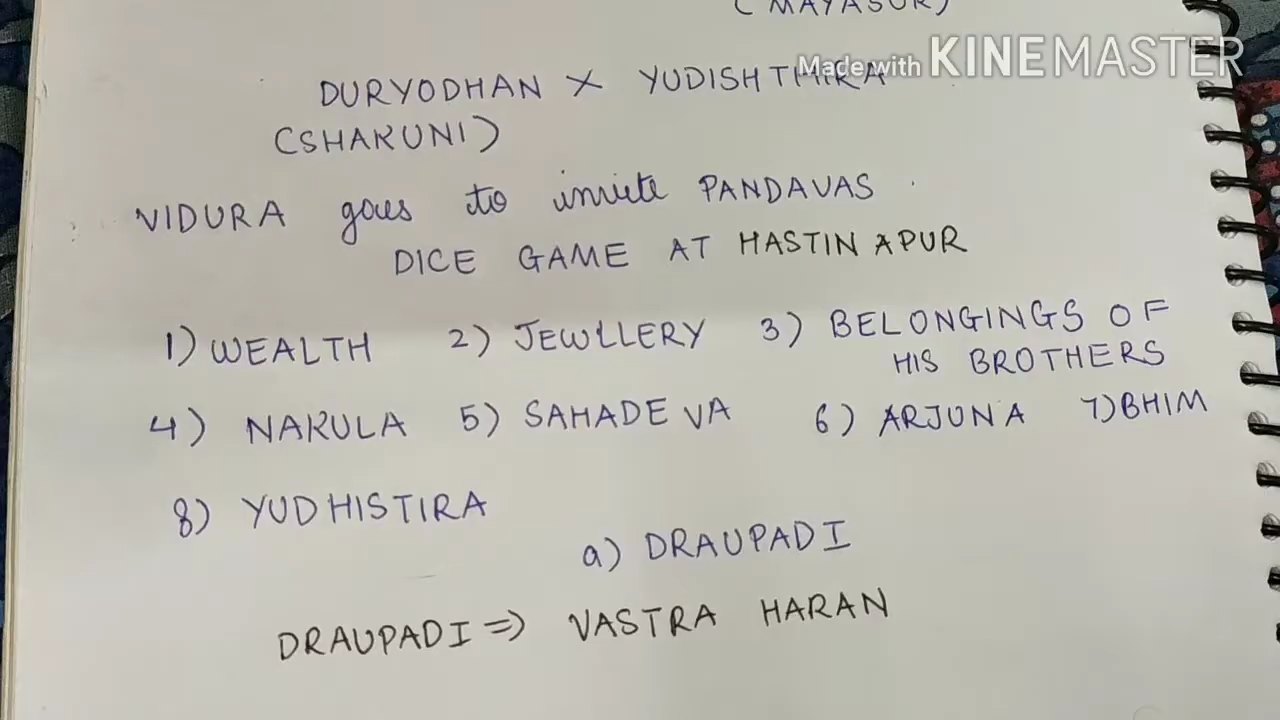 (MAYASUR)
Made with KINEMASTER
DURYODHAN X YUDISHTHIRA
(SHAKUNI)
VIDURA goes to invite PANDAVAS .
DICE GAME AT HASTINAPUR
1) WEALTH 2) JEWLLERY 3) BELONGINGS OF
HIS BROTHERS
4) NAKULA 5) SAHADEVA 6) ARJUNA 7) BHIM
8) YUDHISTIRA
a) DRAUPADI
DRAUPADI => VASTRA HARAN